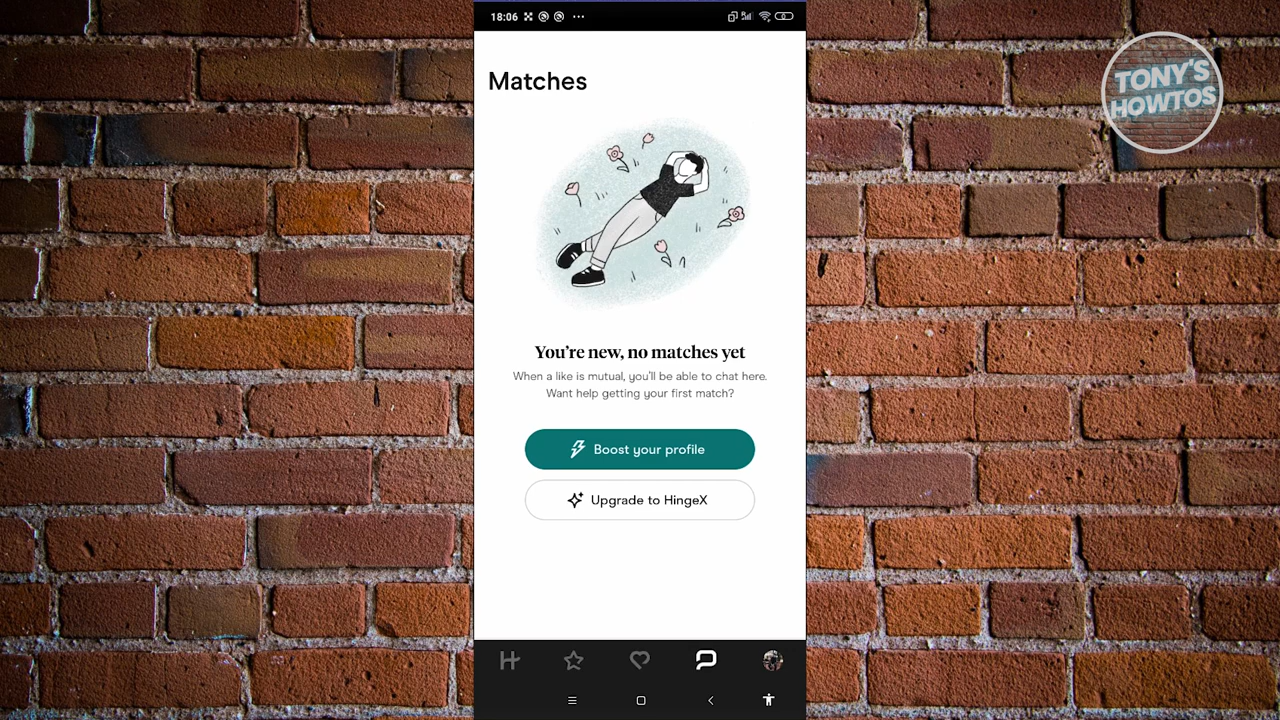 18:06
Matches
TONY'S
HOWTOS
You're new, no matches yet
When a like is mutual, you'll be able to chat here.
Want help getting your first match?
Boost your profile
Upgrade to HingeX